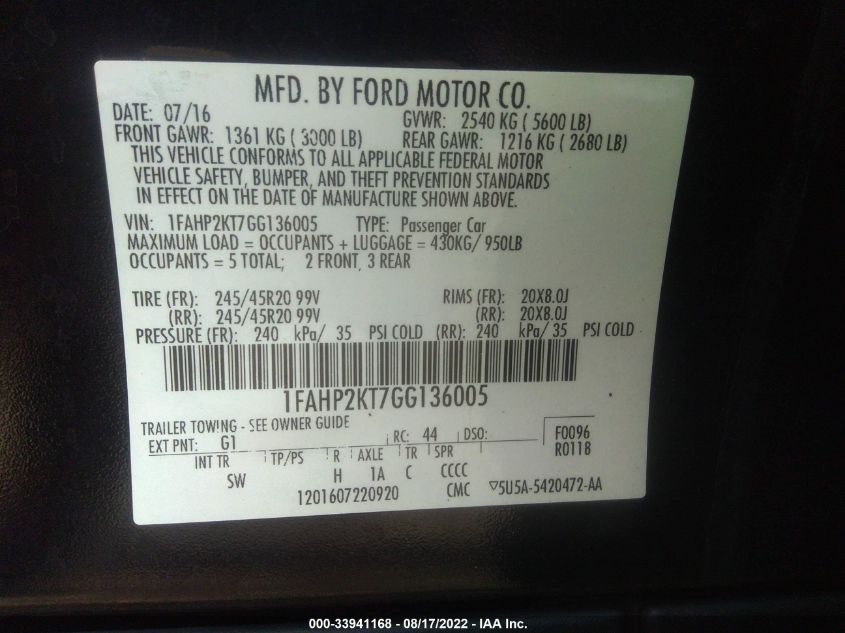 MFD. BY FORD MOTOR CO.
DATE: 07/16 GVWR: 2540 KG ( 5600 LB)
FRONT GAWR: 1361 KG ( 3000 LB) REAR GAWR: 1216 KG ( 2680 LB)
THIS VEHICLE CONFORMS TO ALL APPLICABLE FEDERAL MOTOR
VEHICLE SAFETY, BUMPER, AND THEFT PREVENTION STANDARDS
IN EFFECT ON THE DATE OF MANUFACTURE SHOWN ABOVE.
VIN: 1FAHP2KT7GG136005 TYPE: Passenger Car
MAXIMUM LOAD = OCCUPANTS + LUGGAGE = 430KG/ 950LB
OCCUPANTS = 5 TOTAL; 2 FRONT, 3 REAR
TIRE (FR): 245/45R20 99V RIMS (FR): 20X8.0J
(RR): 245/45R20 99V (RR): 20X8.0J
PRESSURE (FR): 240 kPa/ 35 PSI COLD (RR): 240 kPa/ 35 PSI COLD
1FAHP2KT7GG136005
TRAILER TOWING - SEE OWNER GUIDE
EXT PNT: G1 RC: 44 DSO: F0096
R0118
INT TR TP/PS R AXLE TR SPR
SW H 1A C CCCC
1201607220920 CMC ▽5U5A-5420472-AA
000-33941168 - 08/17/2022 - IAA Inc.